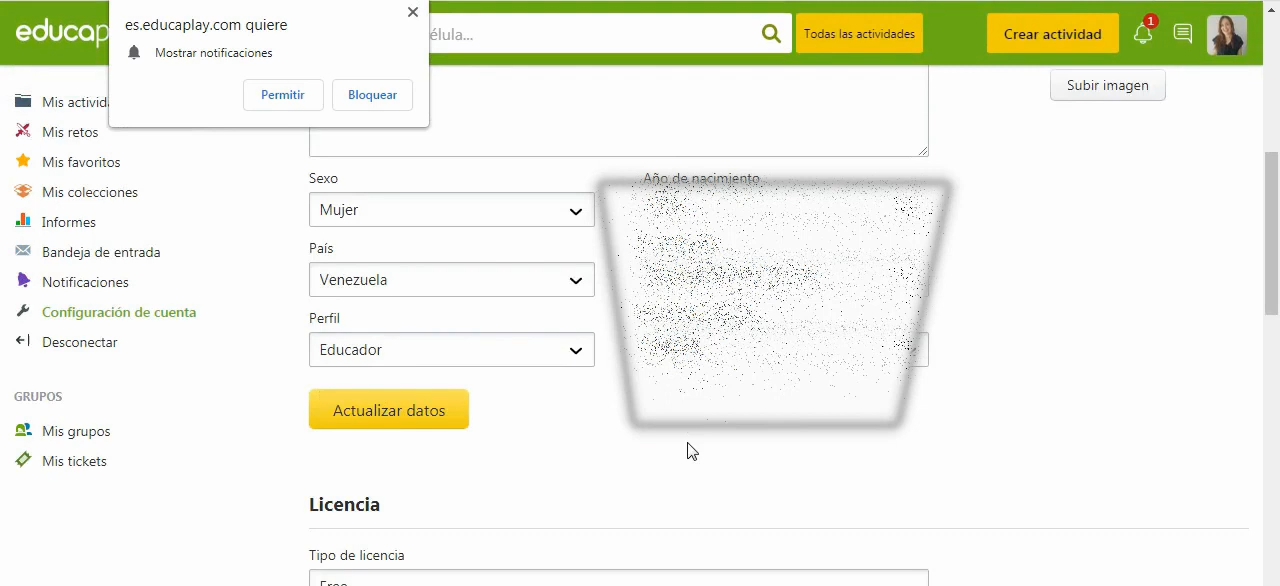 educap
es.educaplay.com quiere
Mostrar notificaciones
Permitir
Bloquear
élula...
Todas las actividades
Crear actividad
1
Subir imagen
Mis activid
Mis retos
Mis favoritos
Mis colecciones
Informes
Bandeja de entrada
Notificaciones
Configuración de cuenta
Desconectar
GRUPOS
Mis grupos
Mis tickets
Sexo
Año de nacimiento
Mujer
País
Venezuela
Perfil
Educador
Actualizar datos
Licencia
Tipo de licencia
Free